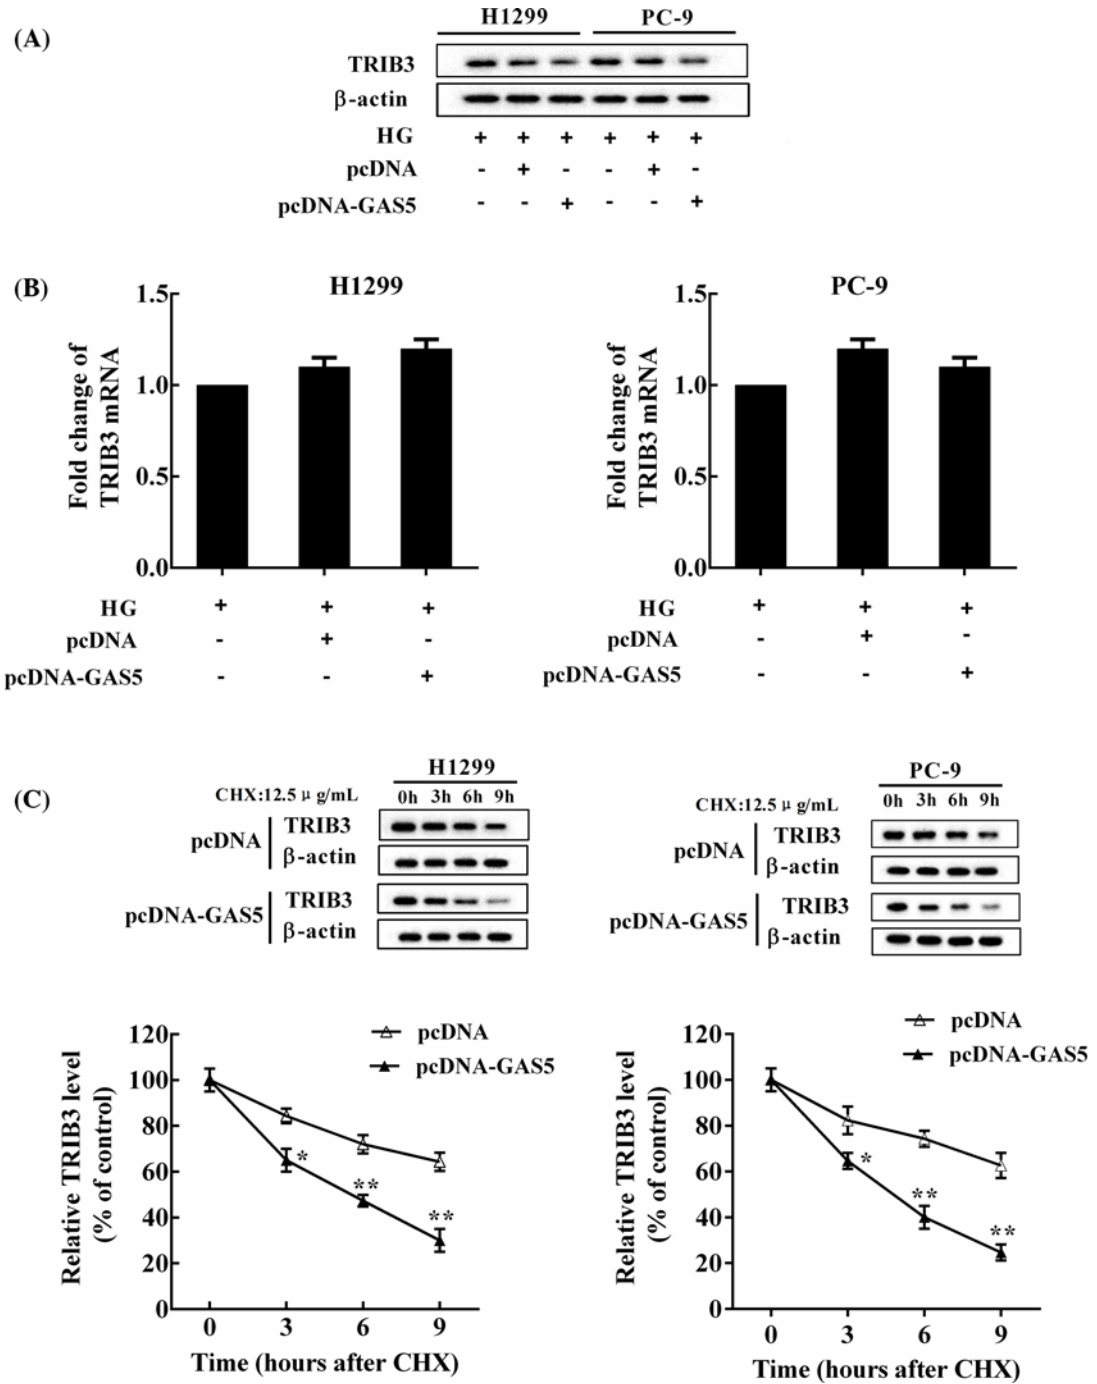 (A)
H1299 PC-9
TRIB3
β-actin
HG + + + + + +
pcDNA - + - - + -
pcDNA-GAS5 - - + - - +
(B)
H1299
Fold change of
TRIB3 mRNA
1.5
1.0
0.5
0.0
HG + + +
pcDNA - + -
pcDNA-GAS5 - - +
PC-9
Fold change of
TRIB3 mRNA
1.5
1.0
0.5
0.0
HG + + +
pcDNA - + -
pcDNA-GAS5 - - +
(C)
H1299
CHX:12.5 μg/mL 0h 3h 6h 9h
pcDNA
TRIB3
β-actin
pcDNA-GAS5
TRIB3
β-actin
PC-9
CHX:12.5 μg/mL 0h 3h 6h 9h
pcDNA
TRIB3
β-actin
pcDNA-GAS5
TRIB3
β-actin
Relative TRIB3 level
(% of control)
120
100
80
60
40
20
0
pcDNA
pcDNA-GAS5
*
**
**
0 3 6 9
Time (hours after CHX)
Relative TRIB3 level
(% of control)
120
100
80
60
40
20
0
pcDNA
pcDNA-GAS5
*
**
**
0 3 6 9
Time (hours after CHX)